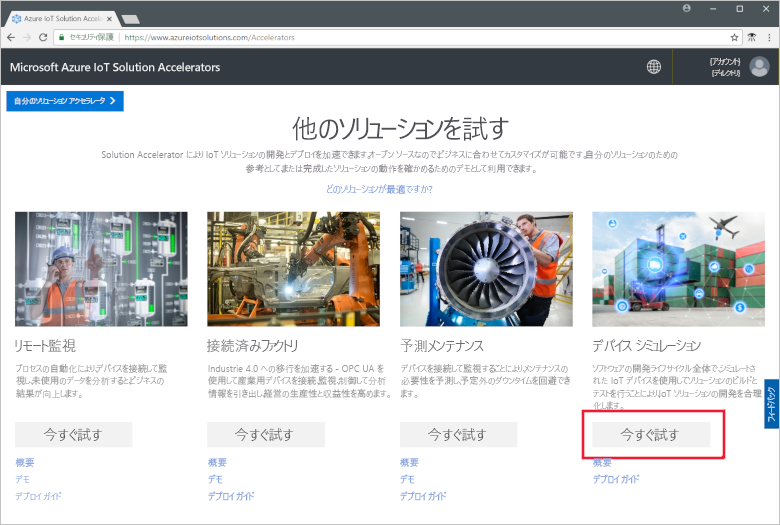 Azure IoT Solution Accele
セキュリティ保護 | https://www.azureiotsolutions.com/Accelerators
Microsoft Azure IoT Solution Accelerators
{アカウント}
{ディレクトリ}
自分のソリューション アクセラレータ
他のソリューションを試す
Solution Accelerator により IoT ソリューションの開発とデプロイを加速できます。オープン ソースなのでビジネスに合わせてカスタマイズが可能です。自分のソリューションのための
参考としてまたは完成したソリューションの動作を確かめるためのデモとして利用できます。
どのソリューションが最適ですか?
リモート監視
プロセスの自動化によりデバイスを接続して監
視し、未使用のデータを分析するとビジネスの
結果が向上します。
今すぐ試す
概要
デモ
デプロイ ガイド
接続済みファクトリ
Industrie 4.0 への移行を加速する - OPC UA を
使用して産業用デバイスを接続、監視、制御して分析
情報を引き出し、経営の生産性と収益性を高めます。
今すぐ試す
概要
デモ
デプロイ ガイド
予測メンテナンス
デバイスを接続して監視することによりメンテナンスの
必要性を予測し、予定外のダウンタイムを回避でき
ます。
今すぐ試す
概要
デモ
デプロイ ガイド
デバイス シミュレーション
ソフトウェアの開発ライフサイクル全体で、シミュレートさ
れた IoT デバイスを使用してソリューションのビルドと
テストを行うことにより、IoT ソリューションの開発を合理
化します。
今すぐ試す
概要
デプロイ ガイド
フィードバック